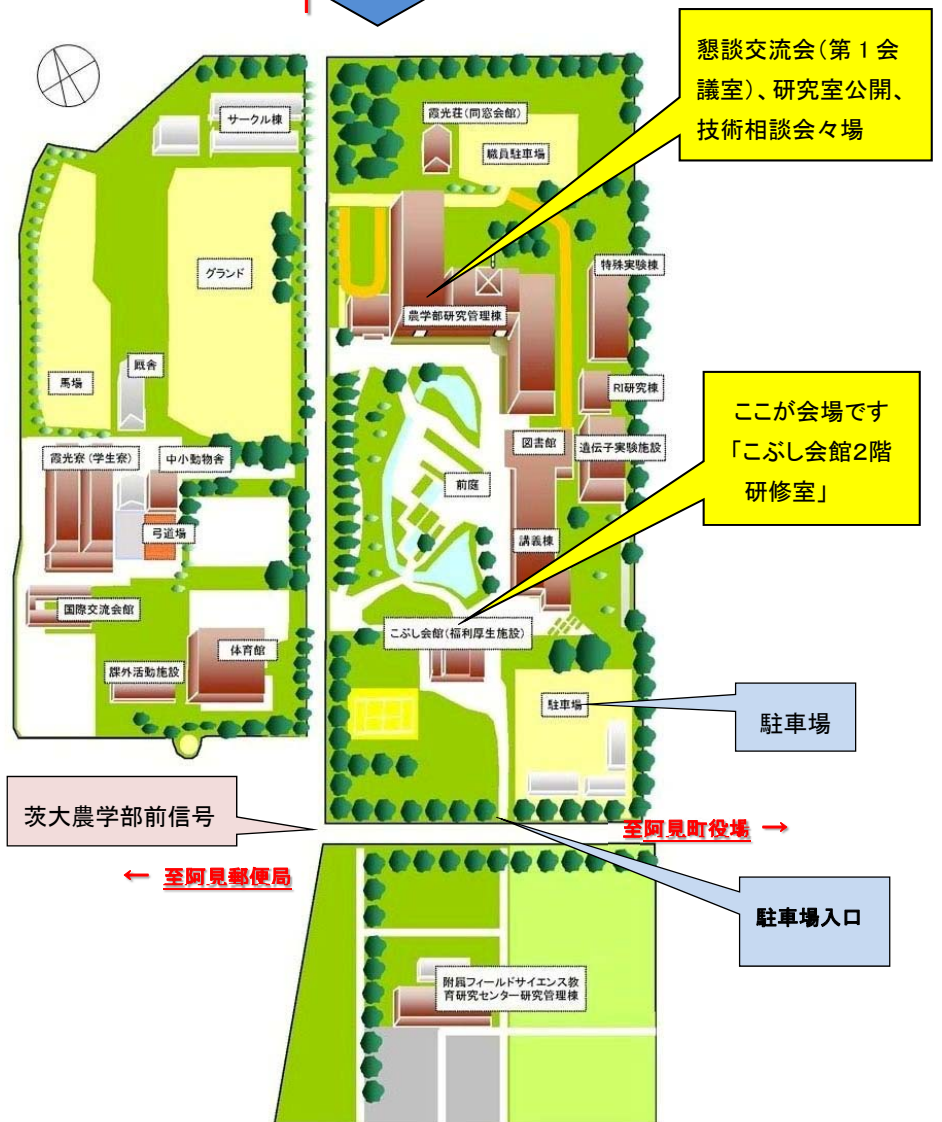 懇談交流会(第1会
議室)、研究室公開、
技術相談会々場
サークル棟
霞光荘(同窓会館)
職員駐車場
グランド
特殊実験棟
農学部研究管理棟
厩舎
馬場
RI研究棟
ここが会場です
「こぶし会館2階
研修室」
霞光寮(学生寮)
中小動物舎
図書館
遺伝子実験施設
前庭
弓道場
講義棟
国際交流会館
こぶし会館(福利厚生施設)
体育館
課外活動施設
駐車場
駐車場
茨大農学部前信号
至阿見町役場 →
← 至阿見郵便局
駐車場入口
附属フィールドサイエンス教
育研究センター研究管理棟